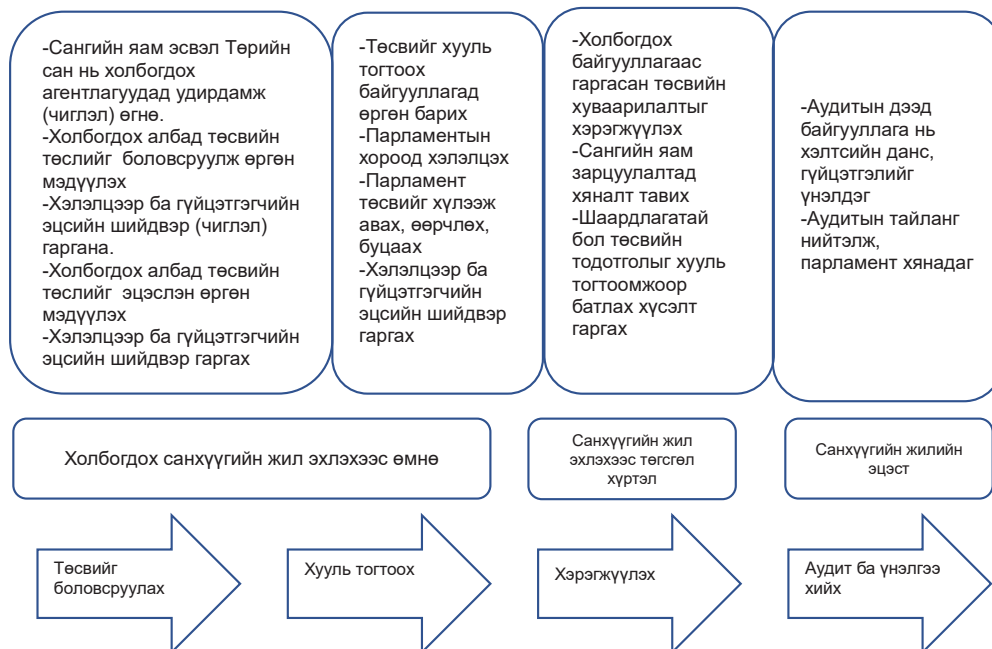 -Сангийн яам эсвэл Төрийн
сан нь холбогдох
агентлагуудад удирдамж
(чиглэл) өгнө.
-Холбогдох албад төсвийн
төслийг боловсруулж өргөн
мэдүүлэх
-Хэлэлцээр ба гүйцэтгэгчийн
эцсийн шийдвэр (чиглэл)
гаргана.
-Холбогдох албад төсвийн
төслийг эцэслэн өргөн
мэдүүлэх
-Хэлэлцээр ба гүйцэтгэгчийн
эцсийн шийдвэр гаргах
-Төсвийг хууль
тогтоох
байгууллагад
өргөн барих
-Парламентын
хороод хэлэлцэх
-Парламент
төсвийг хүлээж
авах, өөрчлөх,
буцаах
-Хэлэлцээр ба
гүйцэтгэгчийн
эцсийн шийдвэр
гаргах
-Холбогдох
байгууллагаас
гаргасан төсвийн
хуваарилалтыг
хэрэгжүүлэх
-Сангийн яам
зарцуулалтад
хяналт тавих
-Шаардлагатай
бол төсвийн
тодотголыг хууль
тогтоомжоор
батлах хүсэлт
гаргах
-Аудитын дээд
байгууллага нь
хэлтсийн данс,
гүйцэтгэлийг
үнэлдэг
-Аудитын тайланг
нийтэлж,
парламент хянадаг
Холбогдох санхүүгийн жил эхлэхээс өмнө
Санхүүгийн жил
эхлэхээс төгсгөл
хүртэл
Санхүүгийн жилийн
эцэст
Төсвийг
боловсруулах
Хууль тогтоох
Хэрэгжүүлэх
Аудит ба үнэлгээ
хийх